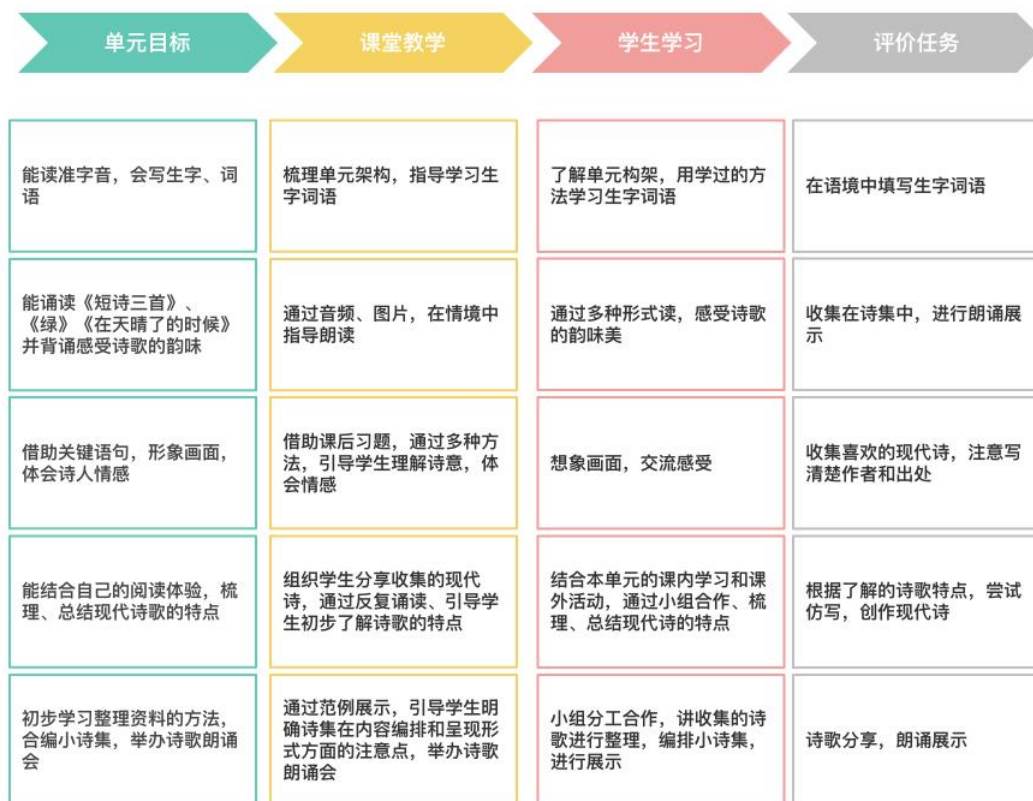 单元目标
课堂教学
学生学习
评价任务
能读准字音，会写生字、词
语
梳理单元架构，指导学习生
字词语
了解单元构架，用学过的方
法学习生字词语
在语境中填写生字词语
能诵读《短诗三首》、
《绿》《在天晴了的时候》
并背诵感受诗歌的韵味
通过音频、图片，在情境中
指导朗读
通过多种形式读，感受诗歌
的韵味美
收集在诗集中，进行朗诵展
示
借助关键语句，形象画面，
体会诗人情感
借助课后习题，通过多种方
法，引导学生理解诗意，体
会情感
想象画面，交流感受
收集喜欢的现代诗，注意写
清楚作者和出处
能结合自己的阅读体验，梳
理、总结现代诗歌的特点
组织学生分享收集的现代
诗，通过反复诵读、引导学
生初步了解诗歌的特点
结合本单元的课内学习和课
外活动，通过小组合作、梳
理、总结现代诗的特点
根据了解的诗歌特点，尝试
仿写，创作现代诗
初步学习整理资料的方法，
合编小诗集，举办诗歌朗诵
会
通过范例展示，引导学生明
确诗集在内容编排和呈现形
式方面的注意点，举办诗歌
朗诵会
小组分工合作，讲收集的诗
歌进行整理，编排小诗集，
进行展示
诗歌分享，朗诵展示